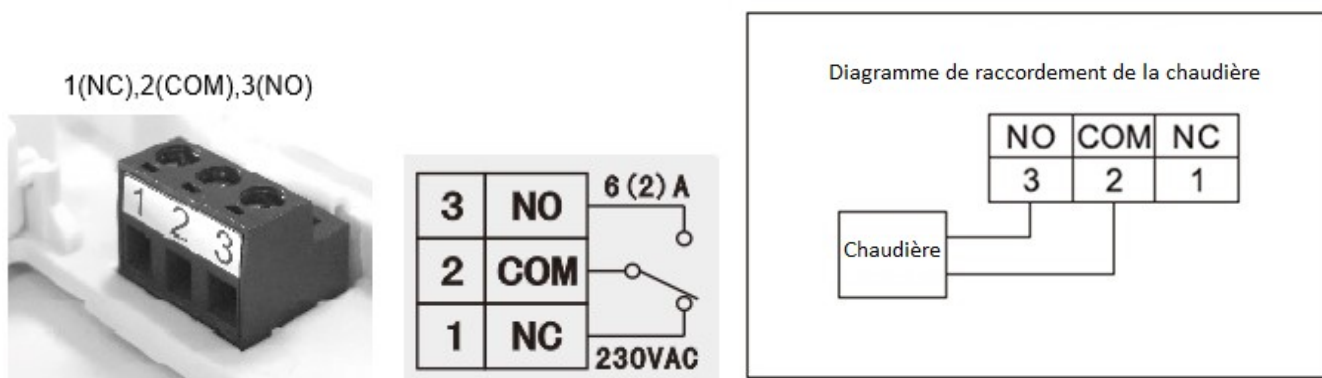 1(NC),2(COM),3(NO)
1 2 3
3 NO 6(2)A
2 COM
1 NC 230VAC
Diagramme de raccordement de la chaudière
NO COM NC
3 2 1
Chaudière